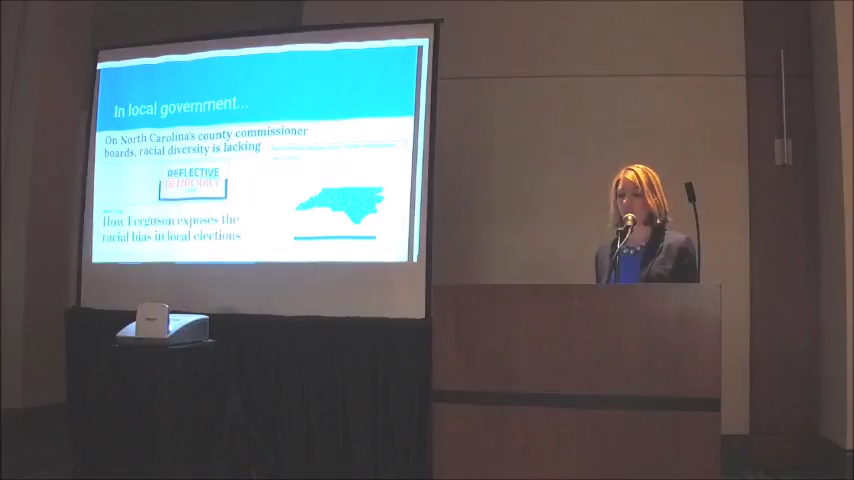 In local government...
On North Carolina's county commissioner
boards, racial diversity is lacking
REFLECTIVE
DEMOCRACY
How Ferguson exposes the
racial bias in local elections